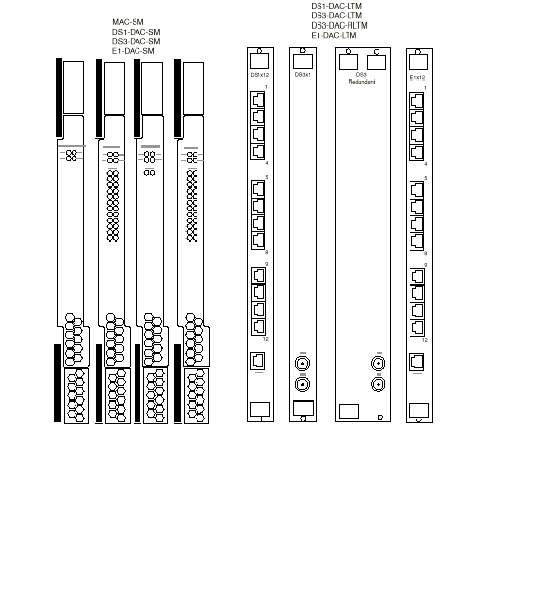 MAC-SM
DS1-DAC-SM
DS3-DAC-SM
E1-DAC-SM
DS1-DAC-LTM
DS3-DAC-LTM
DS3-DAC-RLTM
E1-DAC-LTM
DS1x12
DS3x1
DS3
Redundent
E1x12
1
4
5
8
9
12
1
4
5
8
9
12